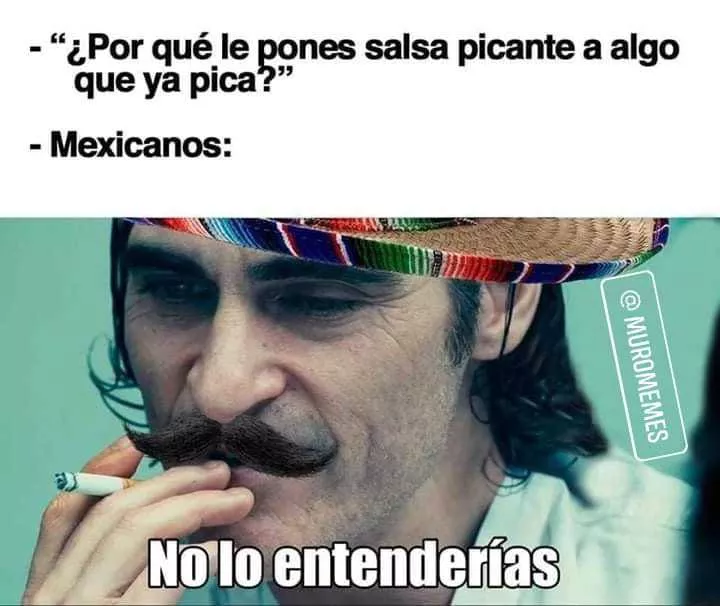 - “¿Por qué le pones salsa picante a algo
que ya pica?”
- Mexicanos:
@ MUROMEMES
No lo entenderías